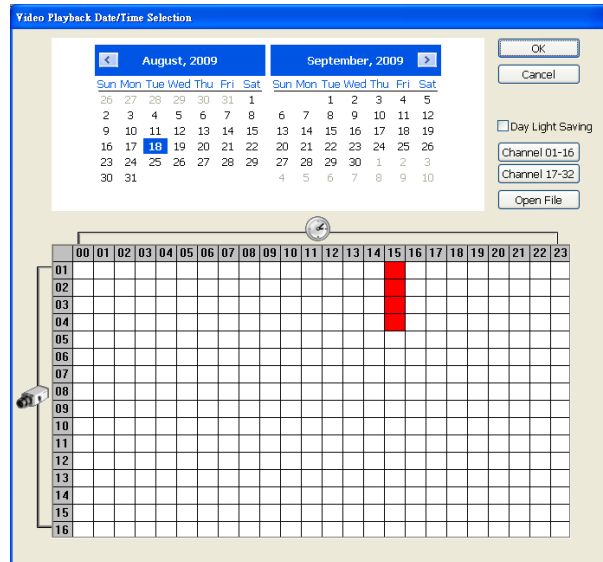 Video Playback Date/Time Selection
August, 2009
Sun Mon Tue Wed Thu Fri Sat
26 27 28 29 30 31 1
2 3 4 5 6 7 8
9 10 11 12 13 14 15
16 17 18 19 20 21 22
23 24 25 26 27 28 29
30 31
September, 2009
Sun Mon Tue Wed Thu Fri Sat
1 2 3 4 5
6 7 8 9 10 11 12
13 14 15 16 17 18 19
20 21 22 23 24 25 26
27 28 29 30 1 2 3
4 5 6 7 8 9 10
OK
Cancel
Day Light Saving
Channel 01-16
Channel 17-32
Open File
00 01 02 03 04 05 06 07 08 09 10 11 12 13 14 15 16 17 18 19 20 21 22 23
01
02
03
04
05
06
07
08
09
10
11
12
13
14
15
16